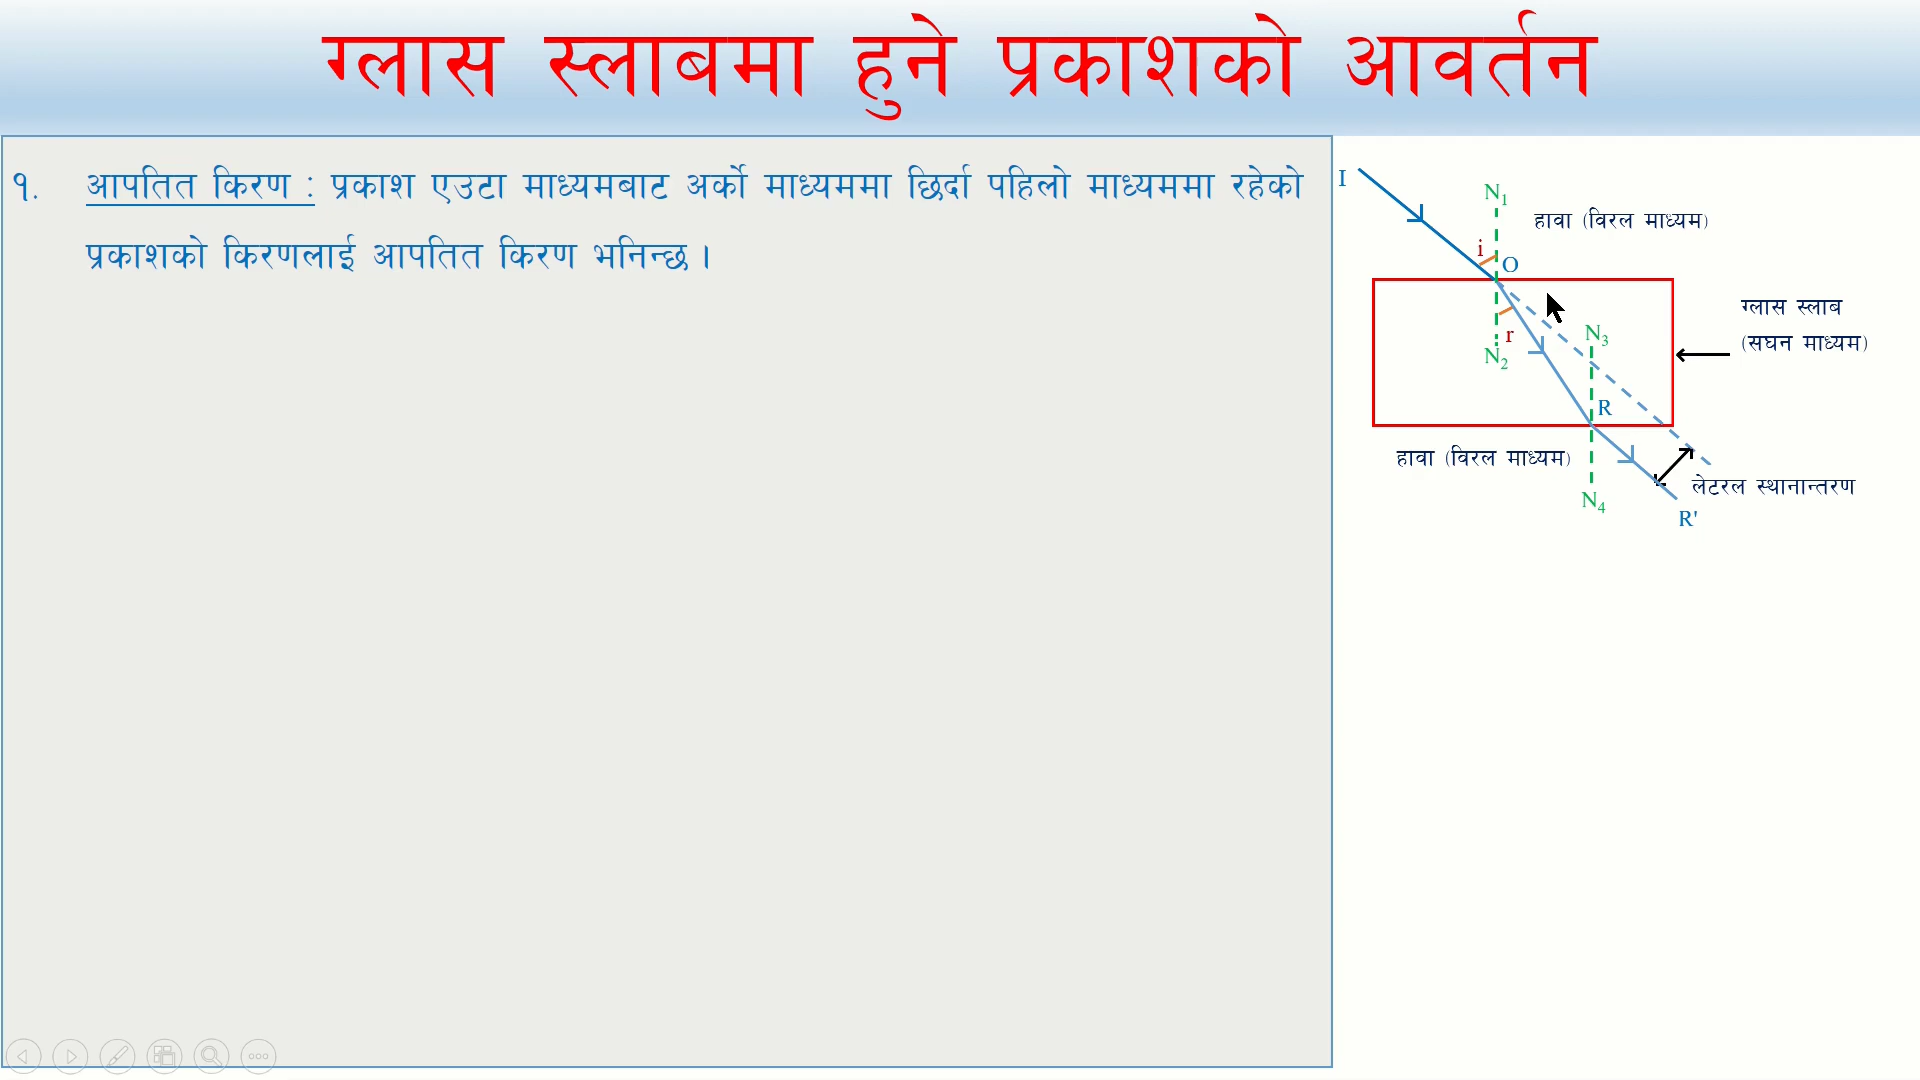 ग्लास स्लाबमा हुने प्रकाशको आवर्तन
१. आपतित किरण : प्रकाश एउटा माध्यमबाट अर्को माध्यममा छिर्दा पहिलो माध्यममा रहेको
प्रकाशको किरणलाई आपतित किरण भनिन्छ ।
I
N₁
हावा (विरल माध्यम)
i
O
ग्लास स्लाब
(सघन माध्यम)
r
N₂
N₃
R
हावा (विरल माध्यम)
लेटरल स्थानान्तरण
N₄
R'